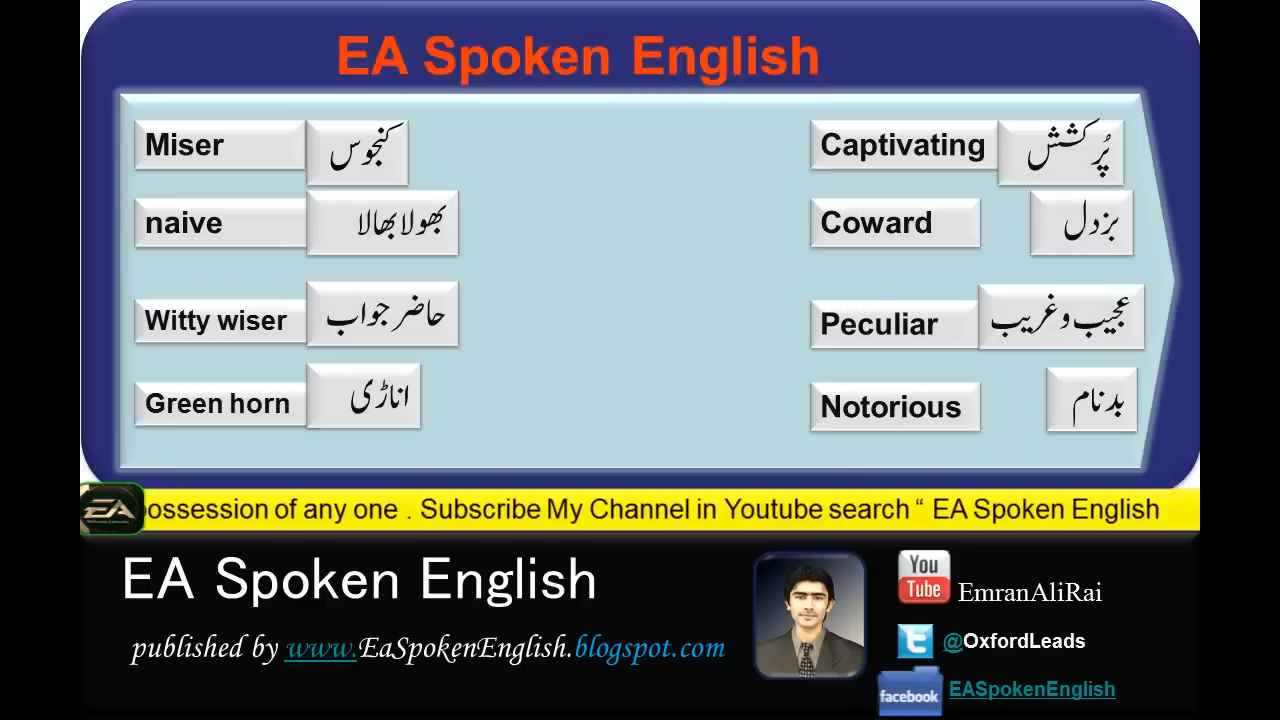 EA Spoken English
Miser کنجوس
naive بھولا بھالا
Witty wiser حاضر جواب
Green horn اناڑی
Captivating پُرکشش
Coward بزدل
Peculiar عجیب و غریب
Notorious بدنام
EA
ossession of any one . Subscribe My Channel in Youtube search “ EA Spoken English
EA Spoken English
published by www.EaSpokenEnglish.blogspot.com
You Tube EmranAliRai
@OxfordLeads
facebook EASpokenEnglish